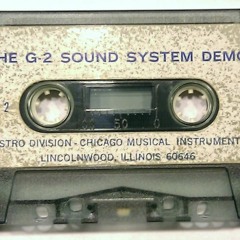 HE G-2 SOUND SYSTEM DEMO
2
50 0
STRO DIVISION - CHICAGO MUSICAL INSTRUMENT
LINCOLNWOOD, ILLINOIS 60646